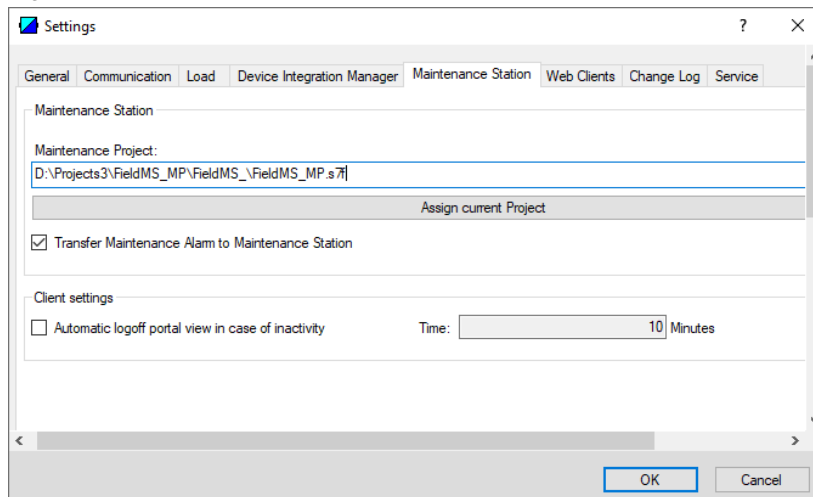 Settings
? X
General Communication Load Device Integration Manager Maintenance Station Web Clients Change Log Service
Maintenance Station
Maintenance Project:
D:\Projects3\FieldMS_MP\FieldMS_\FieldMS_MP.s7f
Assign current Project
Transfer Maintenance Alarm to Maintenance Station
Client settings
Automatic logoff portal view in case of inactivity Time: 10 Minutes
OK Cancel